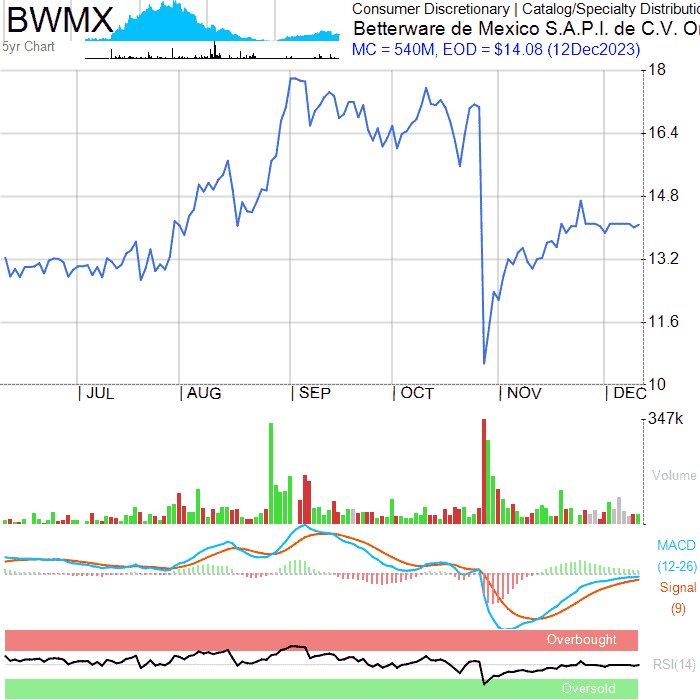 BWMX
5yr Chart
Consumer Discretionary | Catalog/Specialty Distributio
Betterware de Mexico S.A.P.I. de C.V. Or
MC = 540M, EOD = $14.08 (12Dec2023)
18
16.4
14.8
13.2
11.6
10
JUL AUG SEP OCT NOV DEC
347k
Volume
MACD
(12-26)
Signal
(9)
Overbought
RSI(14)
Oversold